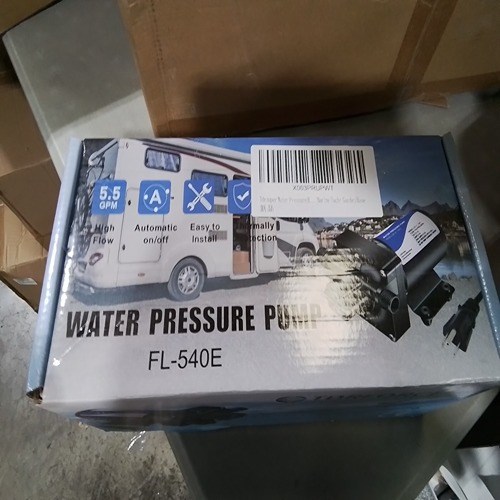 5.5
GPM
A
High
Flow
Automatic
on/off
Easy to
Install
WATER PRESSURE PUMP
FL-540E